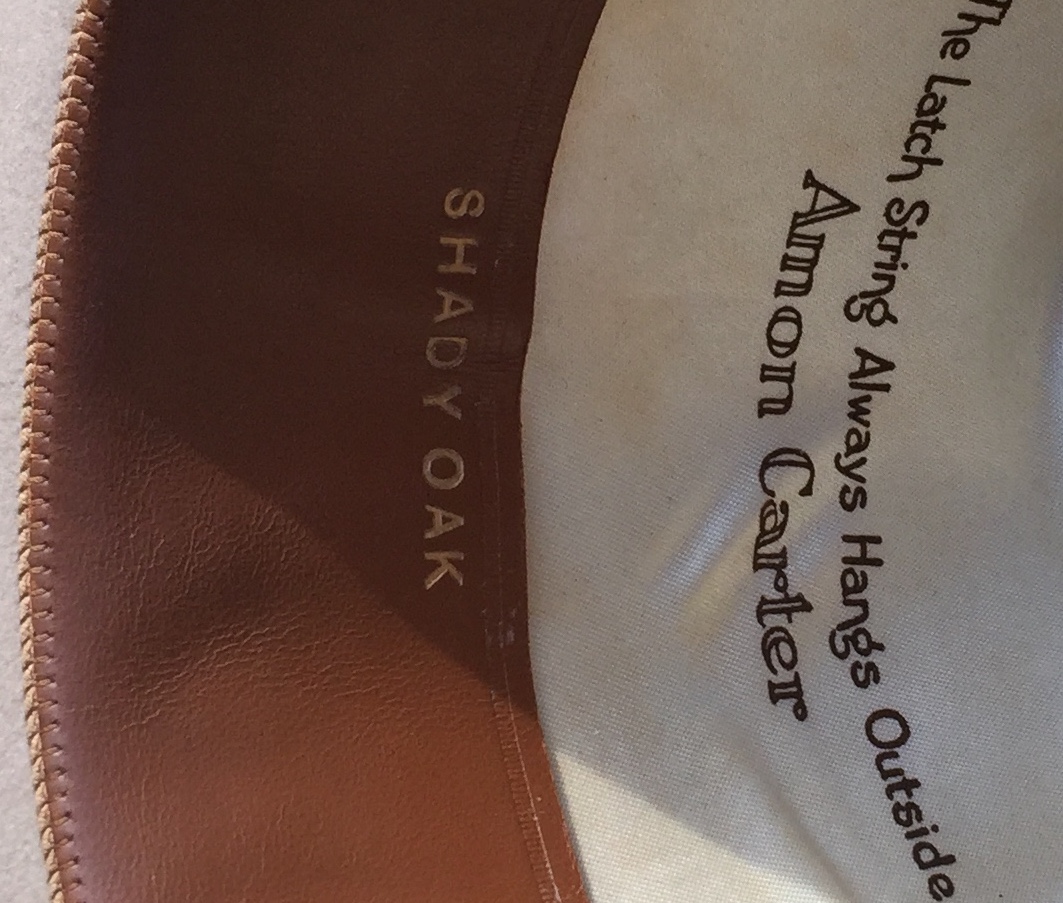 The Latch String Always Hangs Outside
Amon Carter
SHADY OAK